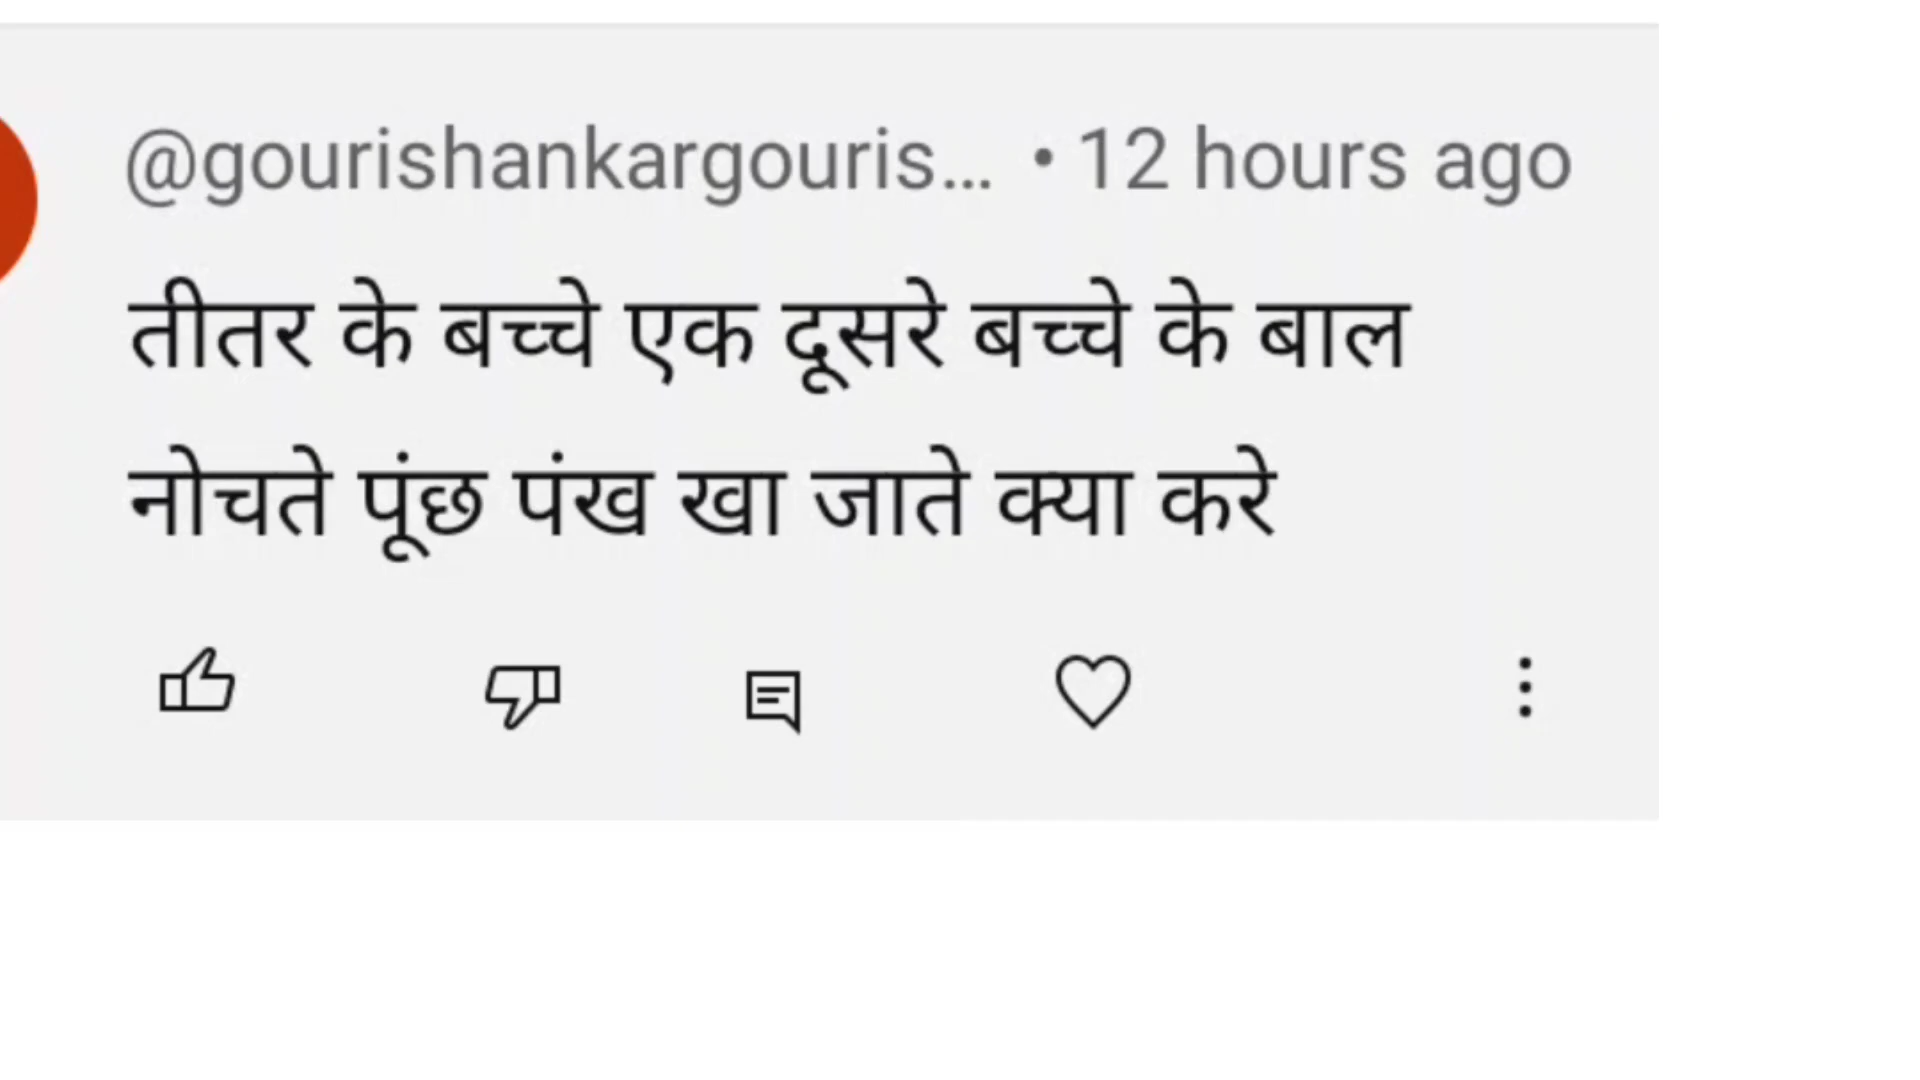 @gourishankargouris... • 12 hours ago
तीतर के बच्चे एक दूसरे बच्चे के बाल
नोचते पूंछ पंख खा जाते क्या करे